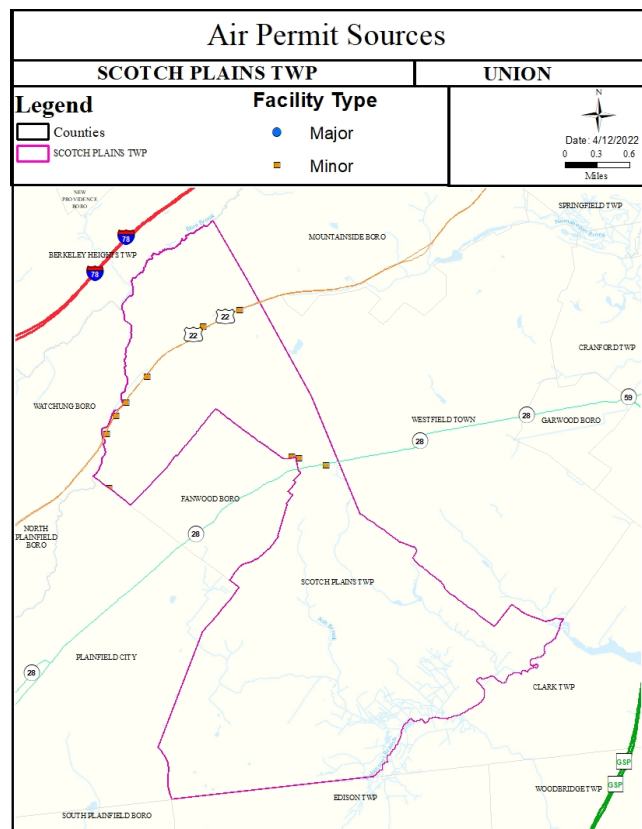 Air Permit Sources
SCOTCH PLAINS TWP
UNION
Legend
Counties
SCOTCH PLAINS TWP
Facility Type
Major
Minor
N
Date: 4/12/2022
0 0.3 0.6
Miles
NEW
PROVIDENCE
BORO
SPRINGFIELD TWP
78
MOUNTAINSIDE BORO
BERKELEY HEIGHTS TWP
78
22
22
CRANFORD TWP
59
WATCHUNG BORO
28
WESTFIELD TOWN
GARWOOD BORO
28
FANWOOD BORO
NORTH
PLAINFIELD
BORO
28
SCOTCH PLAINS TWP
Ash Brook
PLAINFIELD CITY
28
CLARK TWP
GSP
GSP
WOODBRIDGE TWP
EDISON TWP
SOUTH PLAINFIELD BORO